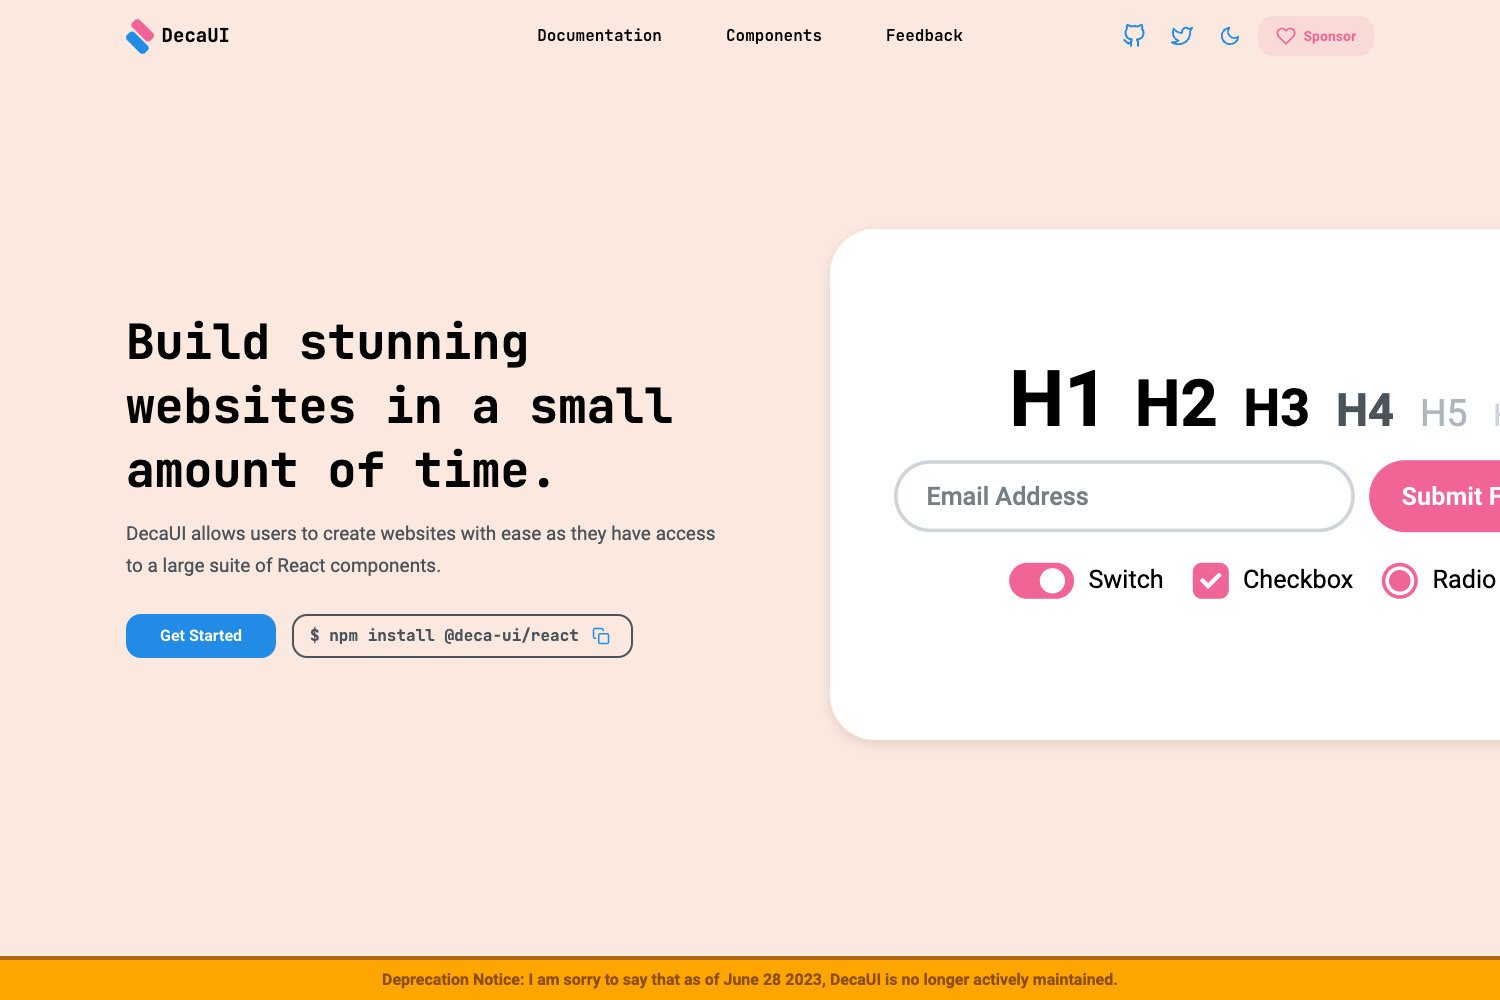 DecaUI
Documentation
Components
Feedback
Sponsor
Build stunning
websites in a small
amount of time.
DecaUI allows users to create websites with ease as they have access
to a large suite of React components.
Get Started
$ npm install @deca-ui/react
H1 H2 H3 H4 H5
Email Address
Submit F
Switch
Checkbox
Radio
Deprecation Notice: I am sorry to say that as of June 28 2023, DecaUI is no longer actively maintained.